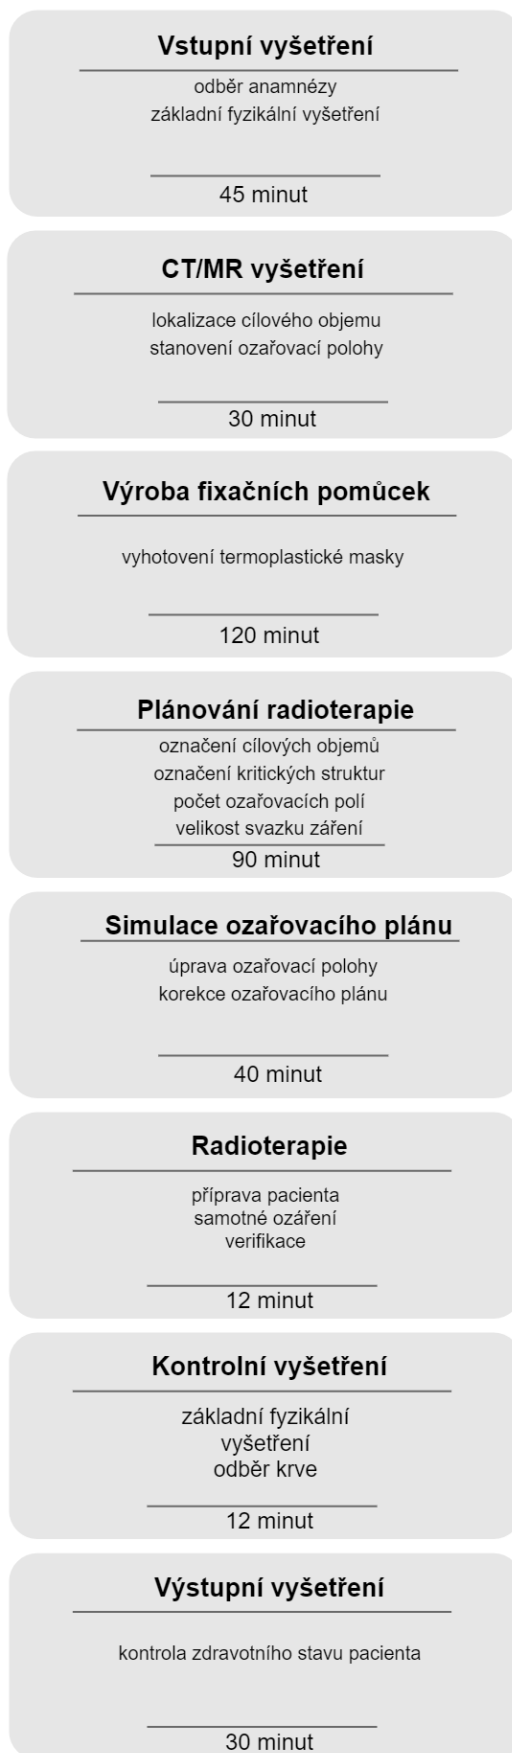 Vstupní vyšetření
odběr anamnézy
základní fyzikální vyšetření
45 minut
CT/MR vyšetření
lokalizace cílového objemu
stanovení ozařovací polohy
30 minut
Výroba fixačních pomůcek
vyhotovení termoplastické masky
120 minut
Plánování radioterapie
označení cílových objemů
označení kritických struktur
počet ozařovacích polí
velikost svazku záření
90 minut
Simulace ozařovacího plánu
úprava ozařovací polohy
korekce ozařovacího plánu
40 minut
Radioterapie
příprava pacienta
samotné ozáření
verifikace
12 minut
Kontrolní vyšetření
základní fyzikální
vyšetření
odběr krve
12 minut
Výstupní vyšetření
kontrola zdravotního stavu pacienta
30 minut